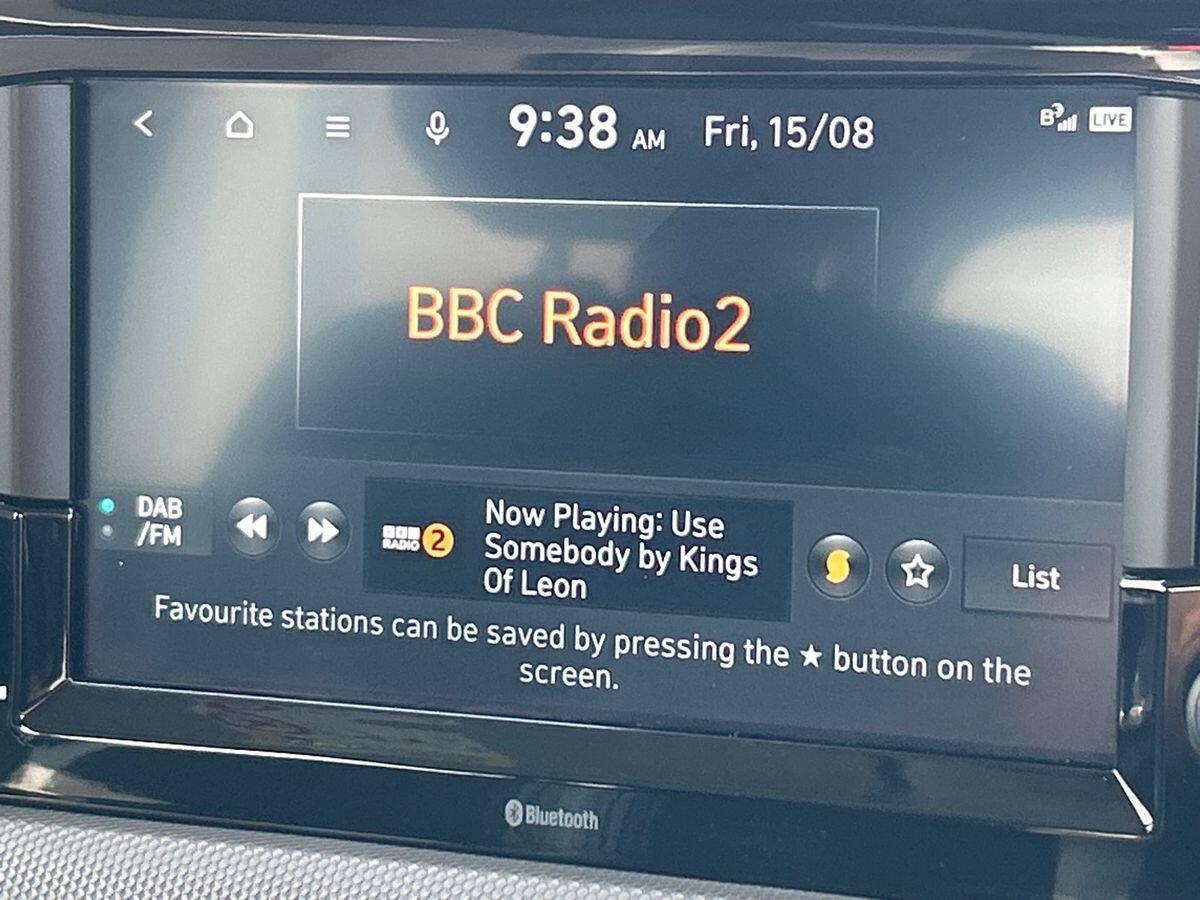 9:38 AM Fri, 15/08 B LIVE
BBC Radio2
DAB
/FM
BBC
RADIO 2
Now Playing: Use
Somebody by Kings
Of Leon
List
Favourite stations can be saved by pressing the ★ button on the
screen.
Bluetooth